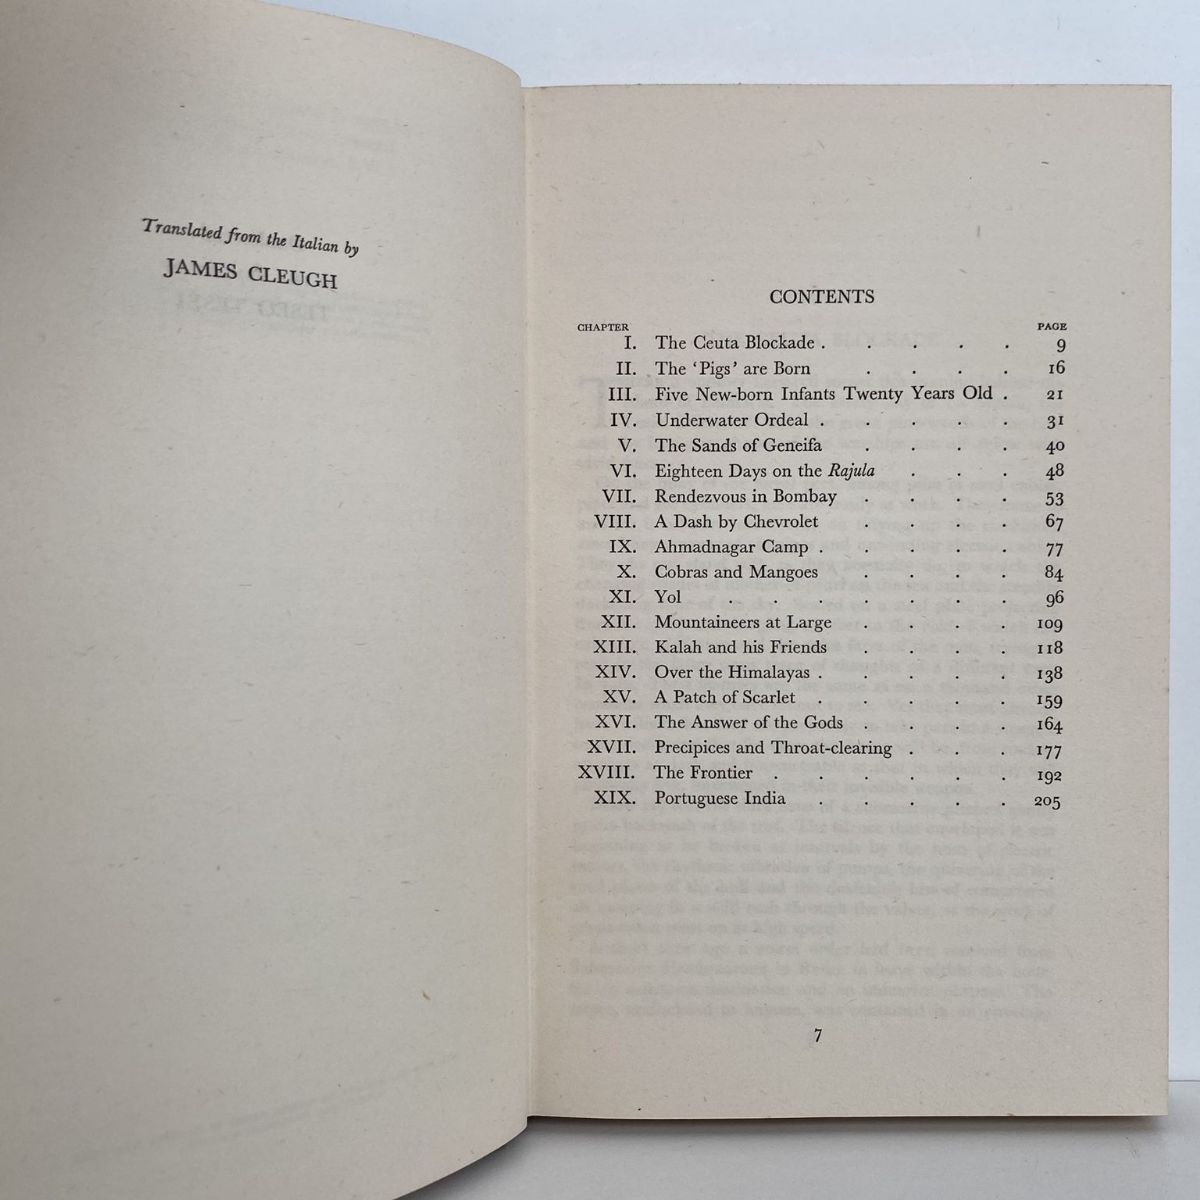 Translated from the Italian by
JAMES CLEUGH
CONTENTS
CHAPTER PAGE
I. The Ceuta Blockade . . . . . 9
II. The ‘Pigs’ are Born . . . . 16
III. Five New-born Infants Twenty Years Old . 21
IV. Underwater Ordeal . . . . . 31
V. The Sands of Geneifa . . . . 40
VI. Eighteen Days on the Rajula . . . 48
VII. Rendezvous in Bombay . . . . 53
VIII. A Dash by Chevrolet . . . . 67
IX. Ahmadnagar Camp . . . . . 77
X. Cobras and Mangoes . . . . 84
XI. Yol . . . . . . . 96
XII. Mountaineers at Large . . . . 109
XIII. Kalah and his Friends . . . . 118
XIV. Over the Himalayas . . . . . 138
XV. A Patch of Scarlet . . . . . 159
XVI. The Answer of the Gods . . . . 164
XVII. Precipices and Throat-clearing . . . 177
XVIII. The Frontier . . . . . . 192
XIX. Portuguese India . . . . . 205
7